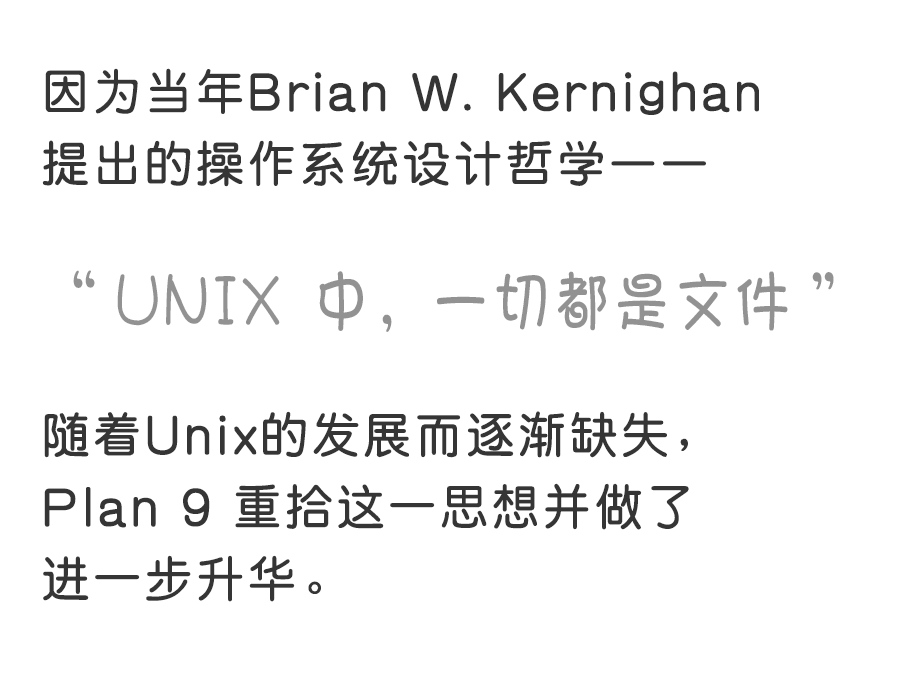 因为当年Brian W. Kernighan
提出的操作系统设计哲学一一
“UNIX 中，一切都是文件”
随着Unix的发展而逐渐缺失，
Plan 9 重拾这一思想并做了
进一步升华。